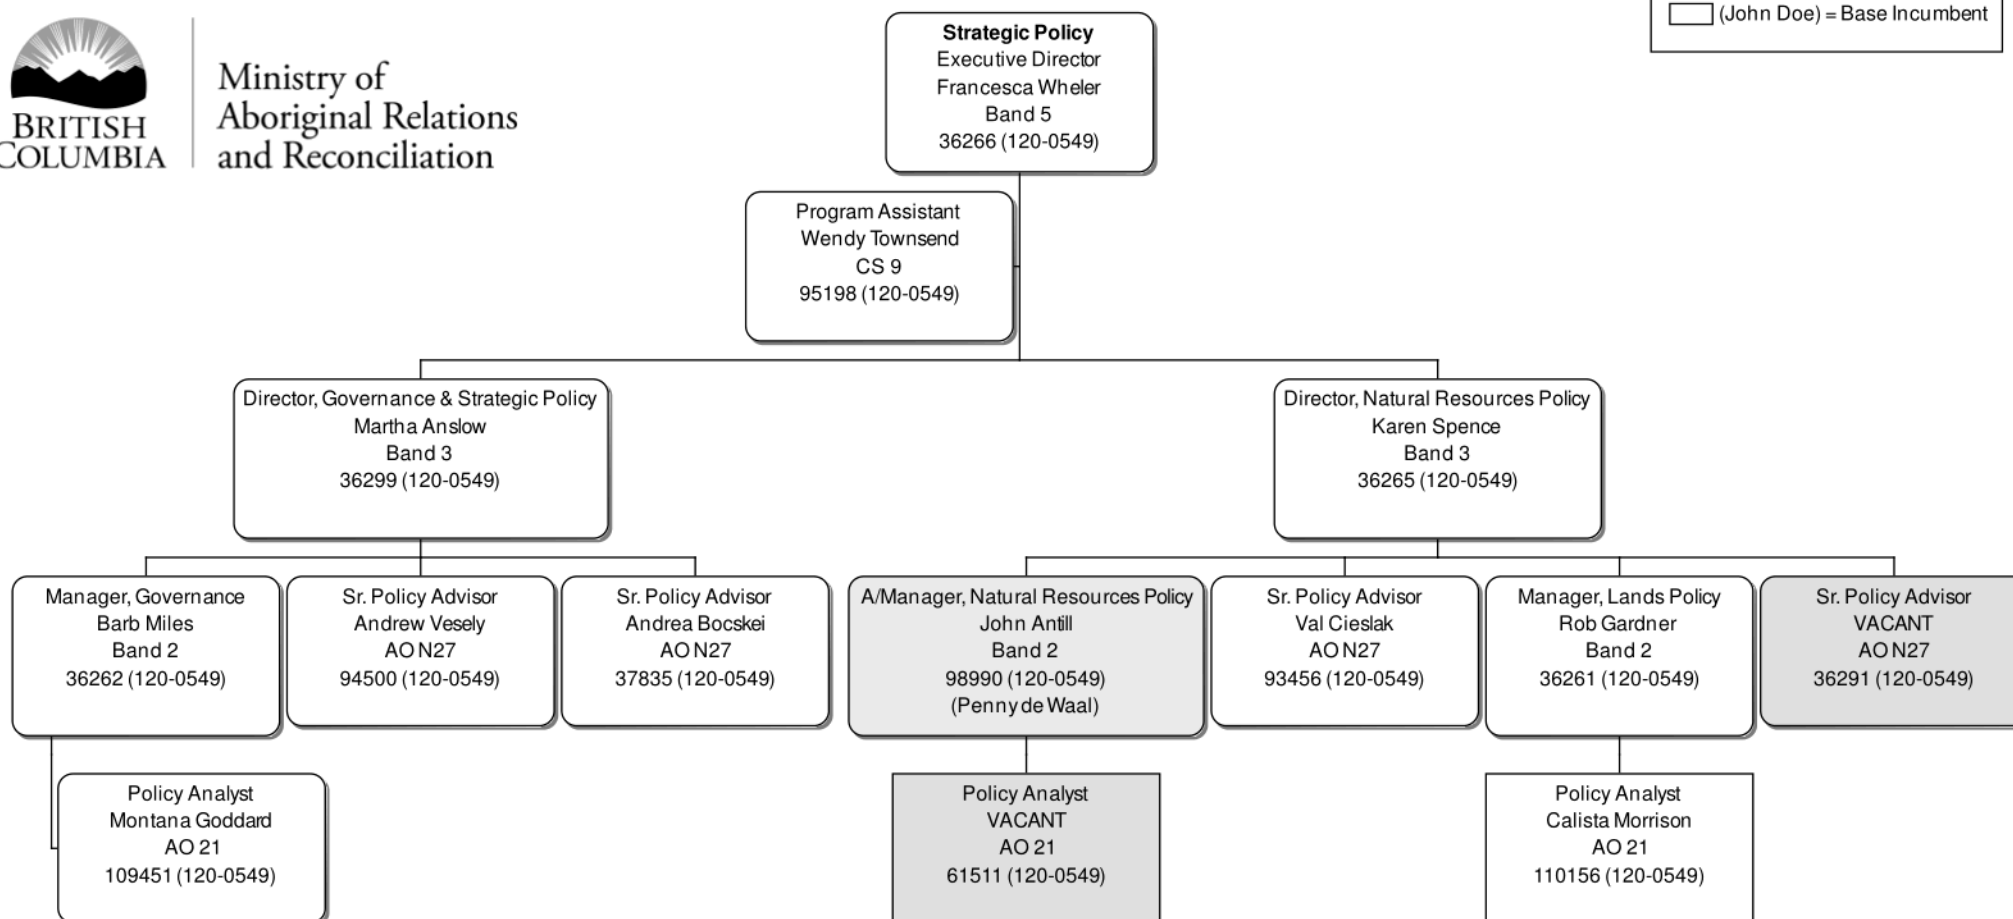 (John Doe) = Base Incumbent
BRITISH
COLUMBIA
Ministry of
Aboriginal Relations
and Reconciliation
Strategic Policy
Executive Director
Francesca Wheler
Band 5
36266 (120-0549)
Program Assistant
Wendy Townsend
CS 9
95198 (120-0549)
Director, Governance & Strategic Policy
Martha Anslow
Band 3
36299 (120-0549)
Director, Natural Resources Policy
Karen Spence
Band 3
36265 (120-0549)
Manager, Governance
Barb Miles
Band 2
36262 (120-0549)
Sr. Policy Advisor
Andrew Vesely
AO N27
94500 (120-0549)
Sr. Policy Advisor
Andrea Bocskei
AO N27
37835 (120-0549)
A/Manager, Natural Resources Policy
John Antill
Band 2
98990 (120-0549)
(Penny de Waal)
Sr. Policy Advisor
Val Cieslak
AO N27
93456 (120-0549)
Manager, Lands Policy
Rob Gardner
Band 2
36261 (120-0549)
Sr. Policy Advisor
VACANT
AO N27
36291 (120-0549)
Policy Analyst
Montana Goddard
AO 21
109451 (120-0549)
Policy Analyst
VACANT
AO 21
61511 (120-0549)
Policy Analyst
Calista Morrison
AO 21
110156 (120-0549)